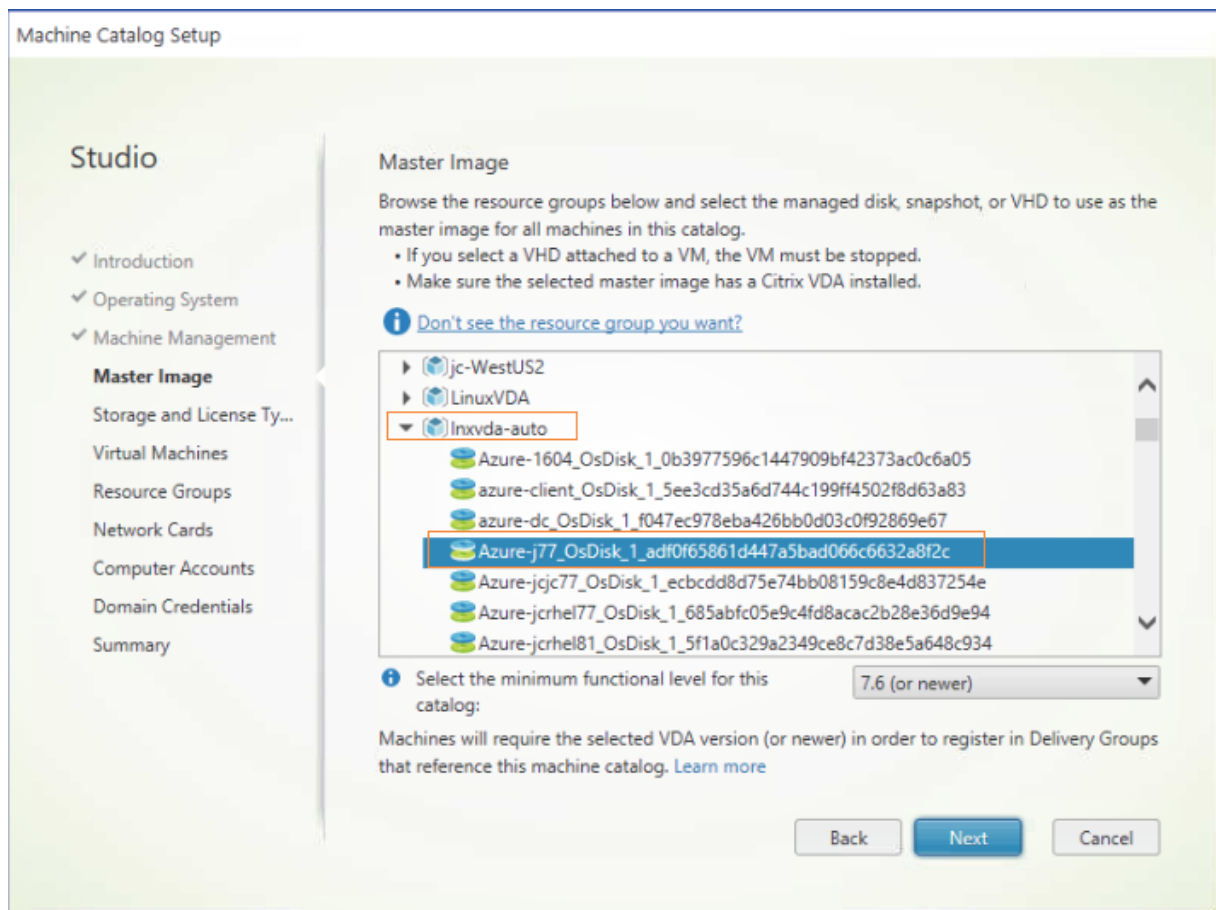 Machine Catalog Setup
Studio
Introduction
Operating System
Machine Management
Master Image
Storage and License Ty...
Virtual Machines
Resource Groups
Network Cards
Computer Accounts
Domain Credentials
Summary
Master Image
Browse the resource groups below and select the managed disk, snapshot, or VHD to use as the
master image for all machines in this catalog.
• If you select a VHD attached to a VM, the VM must be stopped.
• Make sure the selected master image has a Citrix VDA installed.
Don't see the resource group you want?
jc-WestUS2
LinuxVDA
lnxvda-auto
Azure-1604_OsDisk_1_0b3977596c1447909bf42373ac0c6a05
azure-client_OsDisk_1_5ee3cd35a6d744c199ff4502f8d63a83
azure-dc_OsDisk_1_f047ec978eba426bb0d03c0f92869e67
Azure-j77_OsDisk_1_adf0f65861d447a5bad066c6632a8f2c
Azure-jcjc77_OsDisk_1_ecbcdd8d75e74bb08159c8e4d837254e
Azure-jcrhel77_OsDisk_1_685abfc05e9c4fd8acac2b28e36d9e94
Azure-jcrhel81_OsDisk_1_5f1a0c329a2349ce8c7d38e5a648c934
Select the minimum functional level for this
catalog:
7.6 (or newer)
Machines will require the selected VDA version (or newer) in order to register in Delivery Groups
that reference this machine catalog. Learn more
Back
Next
Cancel